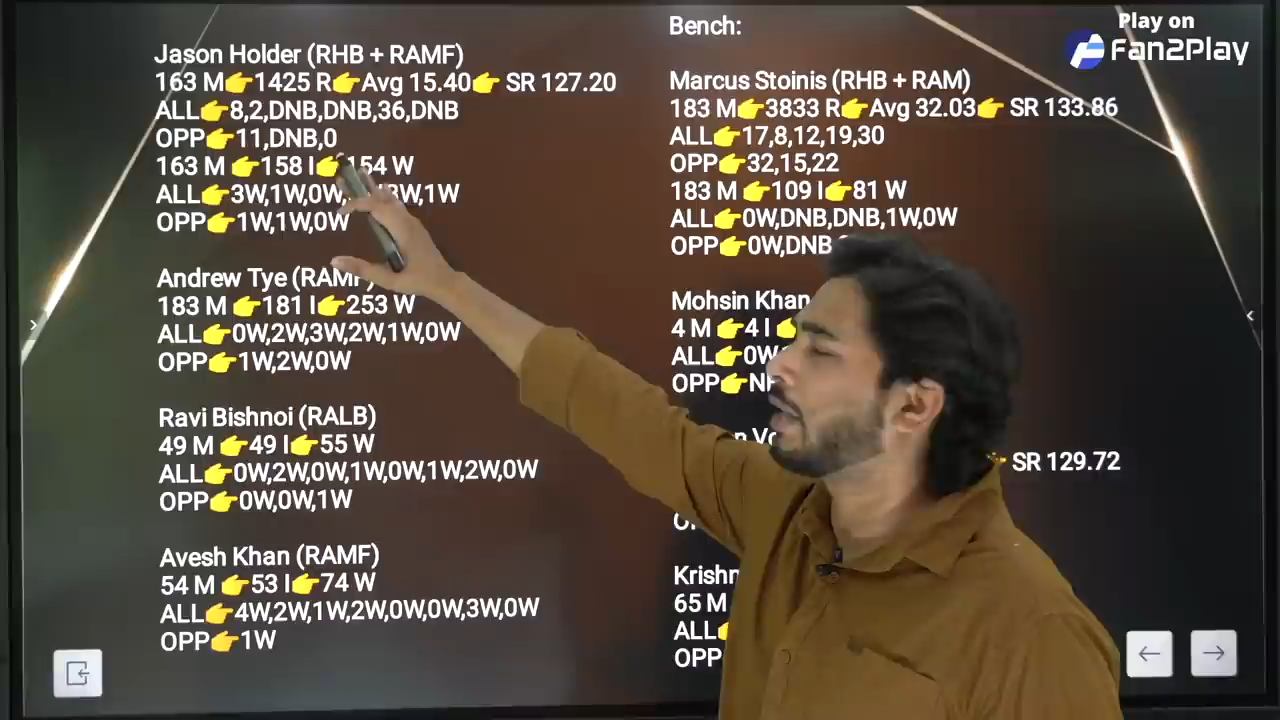 Play on
Fan2Play
Jason Holder (RHB + RAMF)
163 M👉1425 R👉Avg 15.40👉 SR 127.20
ALL👉8,2,DNB,DNB,36,DNB
OPP👉11,DNB,0
163 M 👉158 I👉154 W
ALL👉3W,1W,0W,3W,1W
OPP👉1W,1W,0W
Andrew Tye (RAMF)
183 M 👉181 I👉253 W
ALL👉0W,2W,3W,2W,1W,0W
OPP👉1W,2W,0W
Ravi Bishnoi (RALB)
49 M 👉49 I👉55 W
ALL👉0W,2W,0W,1W,0W,1W,2W,0W
OPP👉0W,0W,1W
Avesh Khan (RAMF)
54 M 👉53 I👉74 W
ALL👉4W,2W,1W,2W,0W,0W,3W,0W
OPP👉1W
Bench:
Marcus Stoinis (RHB + RAM)
183 M👉3833 R👉Avg 32.03👉 SR 133.86
ALL👉17,8,12,19,30
OPP👉32,15,22
183 M 👉109 I👉81 W
ALL👉0W,DNB,DNB,1W,0W
OPP👉0W,DNB
Mohsin Khan
4 M 👉4 I👉
ALL👉0W
OPP👉
SR 129.72
65 M
ALL
OPP